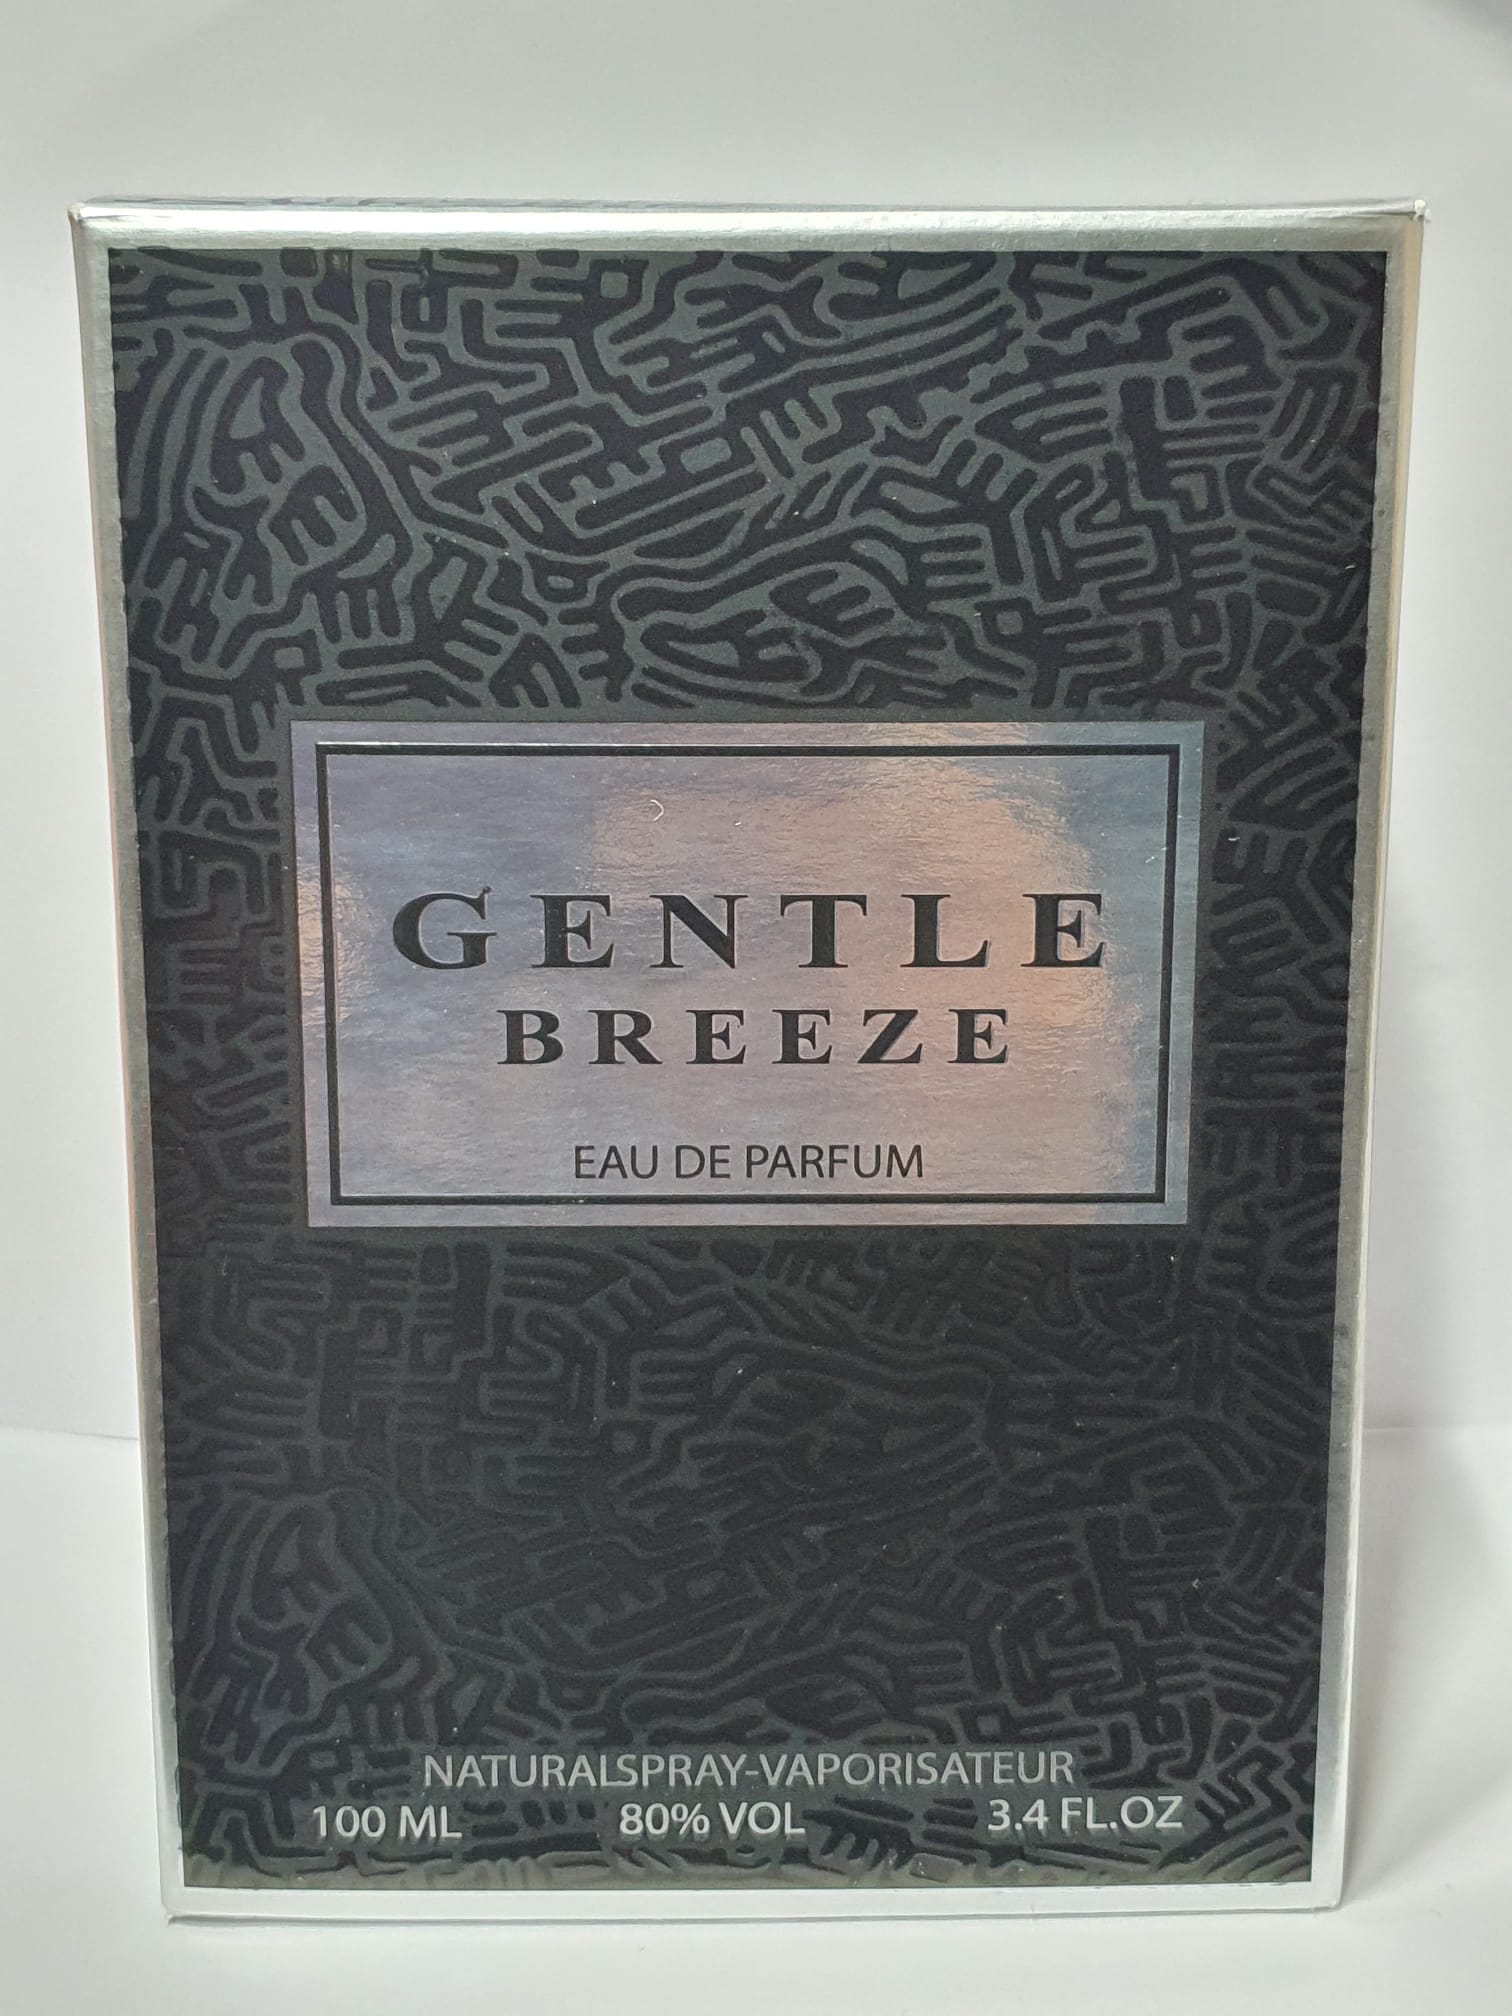 GENTLE
BREEZE
EAU DE PARFUM
NATURALSPRAY-VAPORISATEUR
100 ML 80% VOL 3.4 FL.OZ